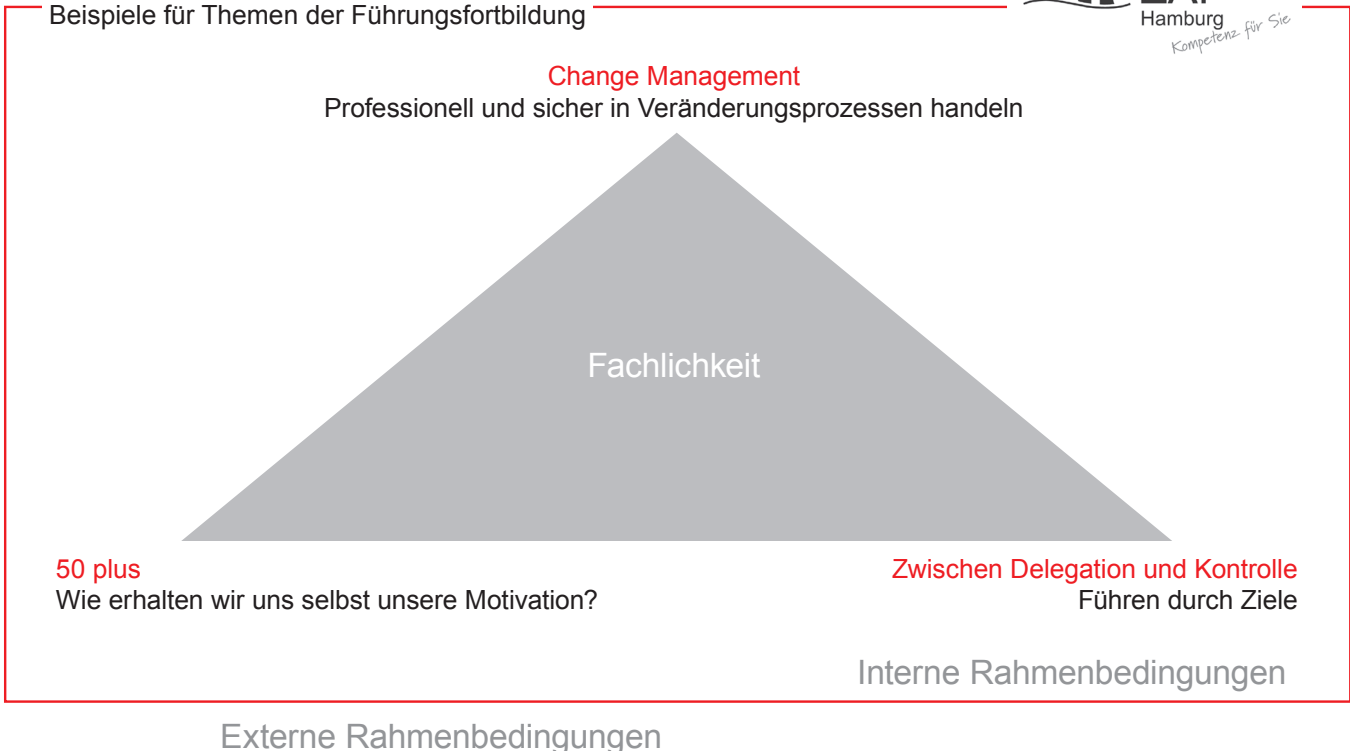 Beispiele für Themen der Führungsfortbildung
Hamburg
Kompetenz für Sie
Change Management
Professionell und sicher in Veränderungsprozessen handeln
Fachlichkeit
50 plus
Wie erhalten wir uns selbst unsere Motivation?
Zwischen Delegation und Kontrolle
Führen durch Ziele
Interne Rahmenbedingungen
Externe Rahmenbedingungen